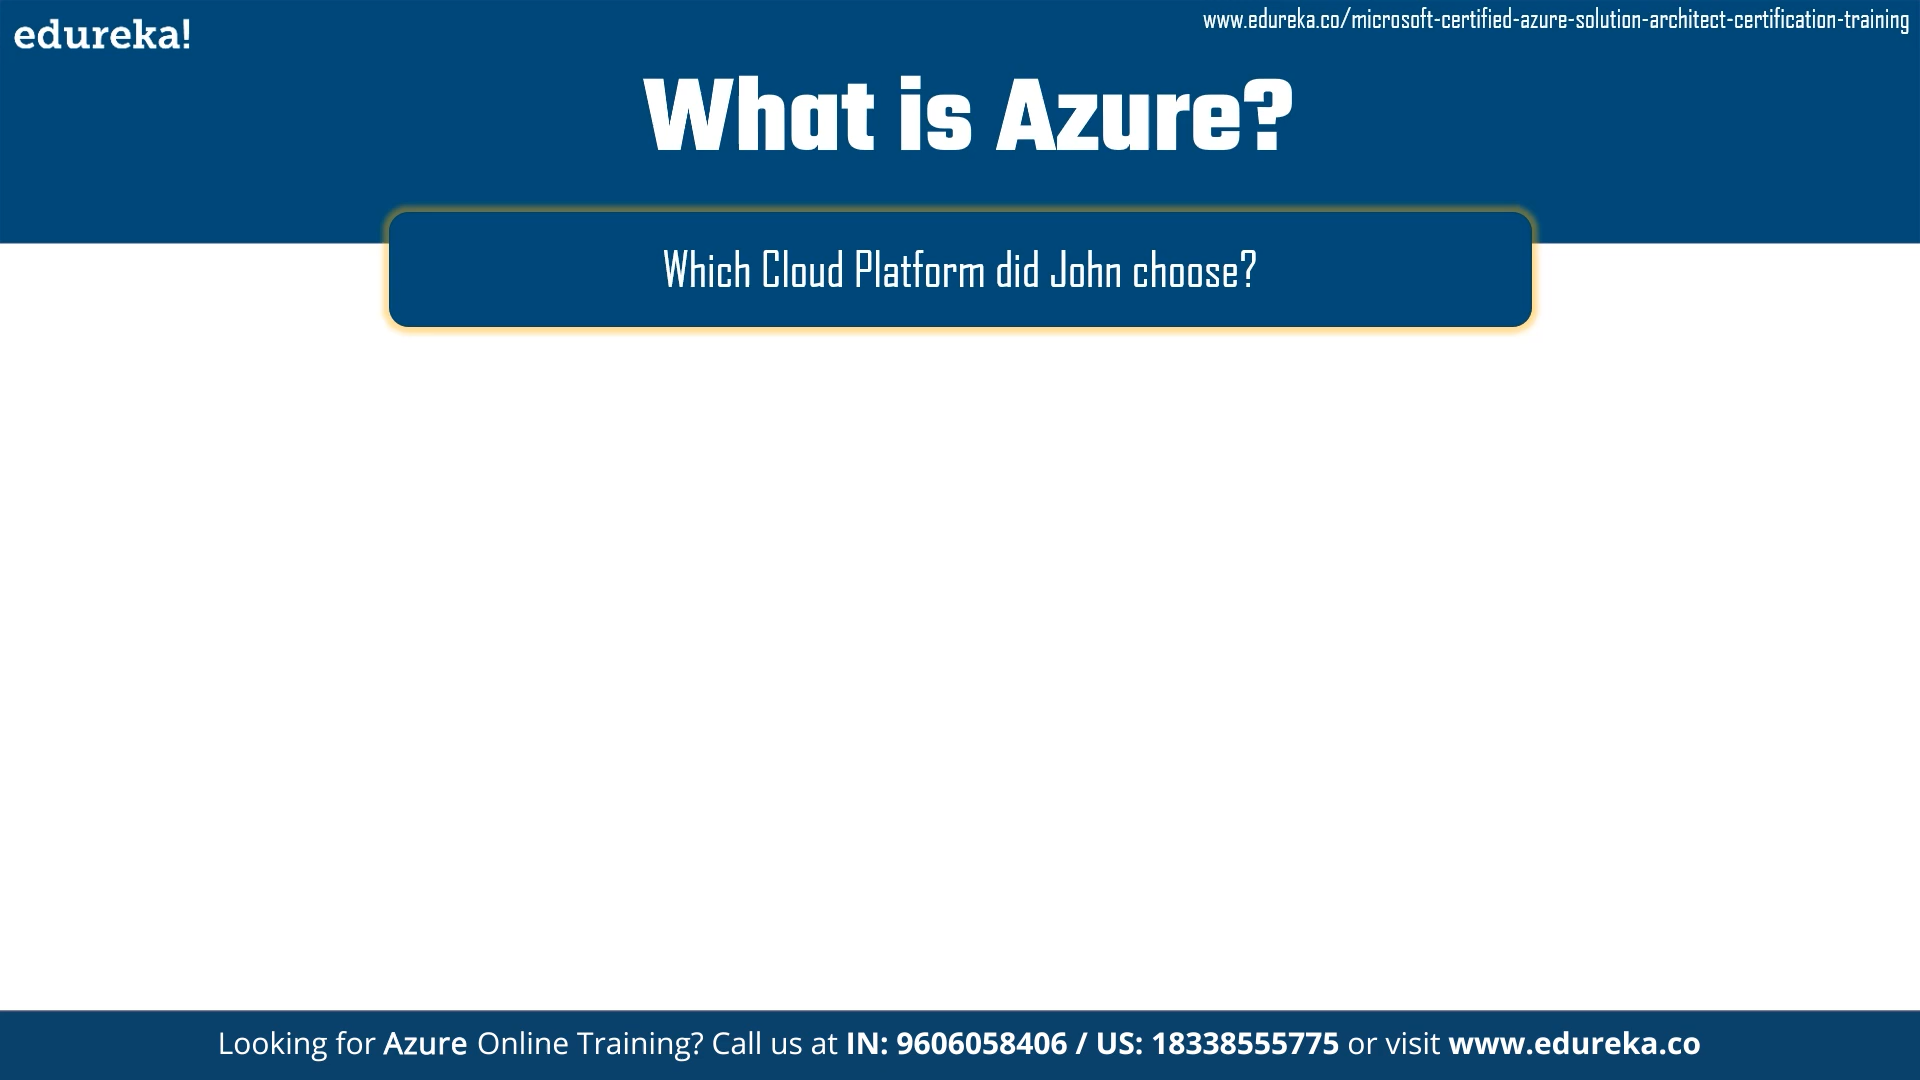 edureka!
www.edureka.co/microsoft-certified-azure-solution-architect-certification-training
What is Azure?
Which Cloud Platform did John choose?
Looking for Azure Online Training? Call us at IN: 9606058406 / US: 18338555775 or visit www.edureka.co